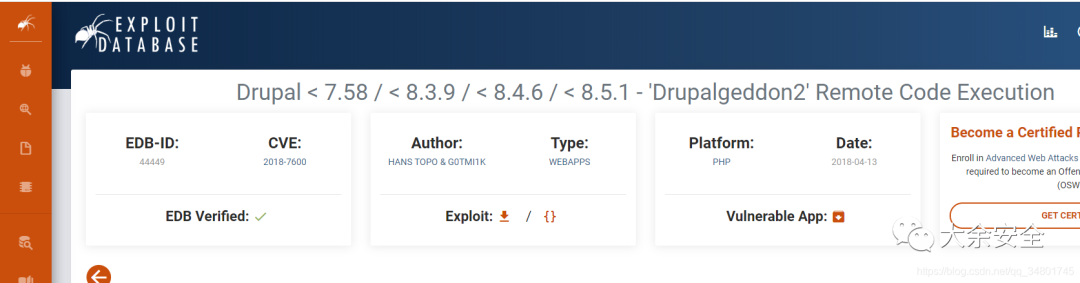 EXPLOIT
DATABASE
Drupal < 7.58 / < 8.3.9 / < 8.4.6 / < 8.5.1 - 'Drupalgeddon2' Remote Code Execution
EDB-ID:
44449
CVE:
2018-7600
EDB Verified:
Author:
HANS TOPO & G0TMI1K
Type:
WEBAPPS
Exploit: / {}
Platform:
PHP
Date:
2018-04-13
Vulnerable App:
Become a Certified
Enroll in Advanced Web Attacks
required to become an Offen
(OSW
GET CERT
大余安全
https://blog.csdn.net/qq_34801745